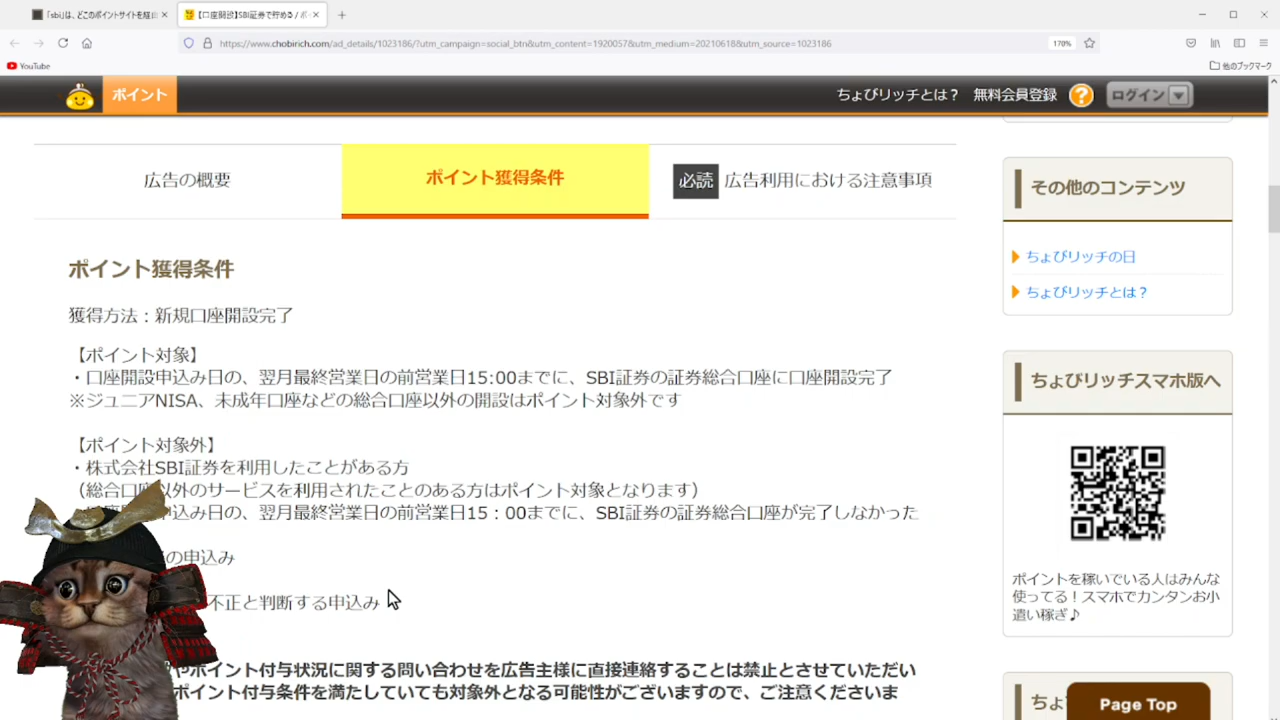 「sbi」は、どこのポイントサイトを経由
【口座開設】SBI証券で貯める / ポイ
https://www.chobirich.com/ad_details/1023186/?utm_campaign=social_btn&utm_content=1920057&utm_medium=20210618&utm_source=1023186
170%
YouTube
他のブックマーク
ポイント
ちょびリッチとは？
無料会員登録
?
ログイン
広告の概要
ポイント獲得条件
必読 広告利用における注意事項
ポイント獲得条件
獲得方法：新規口座開設完了
【ポイント対象】
・口座開設申込み日の、翌月最終営業日の前営業日15:00までに、SBI証券の証券総合口座に口座開設完了
※ジュニアNISA、未成年口座などの総合口座以外の開設はポイント対象外です
【ポイント対象外】
・株式会社SBI証券を利用したことがある方
（総合口座以外のサービスを利用されたことのある方はポイント対象となります）
申込み日の、翌月最終営業日の前営業日15：00までに、SBI証券の証券総合口座が完了しなかった
の申込み
不正と判断する申込み
やポイント付与状況に関する問い合わせを広告主様に直接連絡することは禁止とさせていただい
ポイント付与条件を満たしていても対象外となる可能性がございますので、ご注意くださいま
その他のコンテンツ
ちょびリッチの日
ちょびリッチとは？
ちょびリッチスマホ版へ
ポイントを稼いでいる人はみんな
使ってる！スマホでカンタンお小
遣い稼ぎ♪
ちょ
Page Top